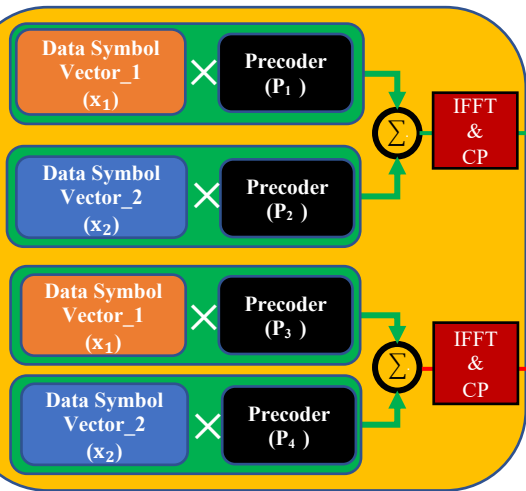 Data Symbol
Vector_1
(x₁)
×
Precoder
(P₁ )
Data Symbol
Vector_2
(x₂)
×
Precoder
(P₂ )
Σ
IFFT
&
CP
Data Symbol
Vector_1
(x₁)
×
Precoder
(P₃ )
Data Symbol
Vector_2
(x₂)
×
Precoder
(P₄ )
Σ
IFFT
&
CP